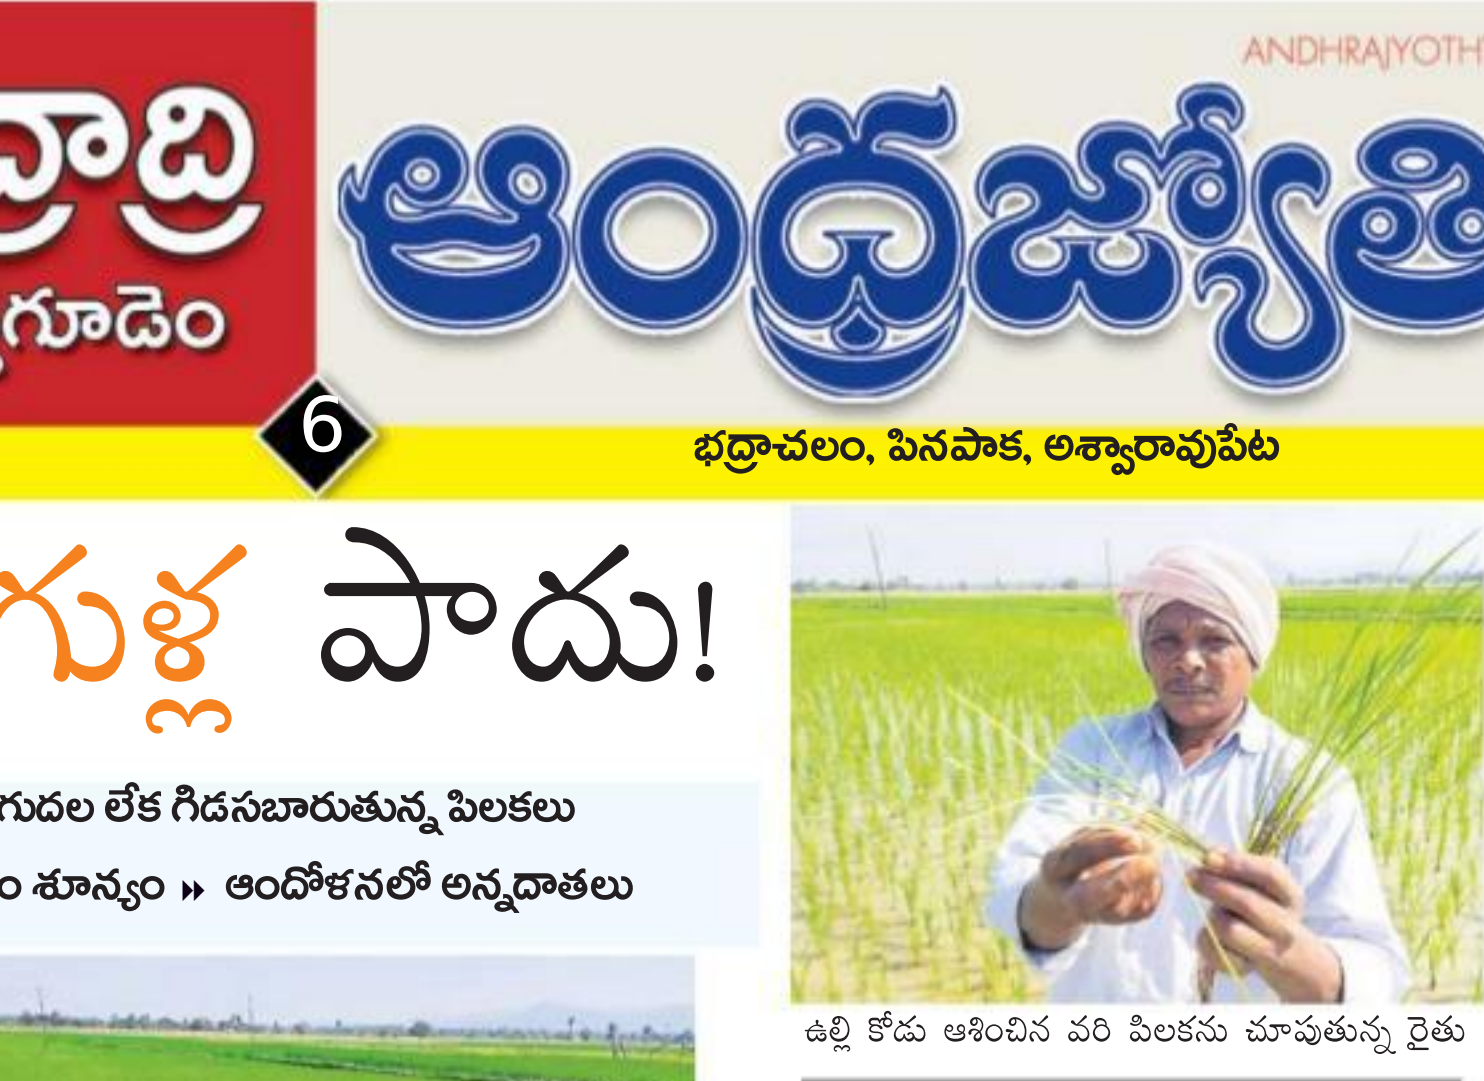 ANDHRAJYOTH
ద్రాద్రి
ఆంధ్రజ్యోతి
గూడెం
6
భద్రాచలం, పినపాక, అశ్వారావుపేట
గుళ్ల పాదు!
గుదల లేక గిడసబారుతున్న పిలకలు
ం శూన్యం ఆందోళనలో అన్నదాతలు
ఉల్లి కోడు ఆశించిన వరి పిలకను చూపుతున్న రైతు